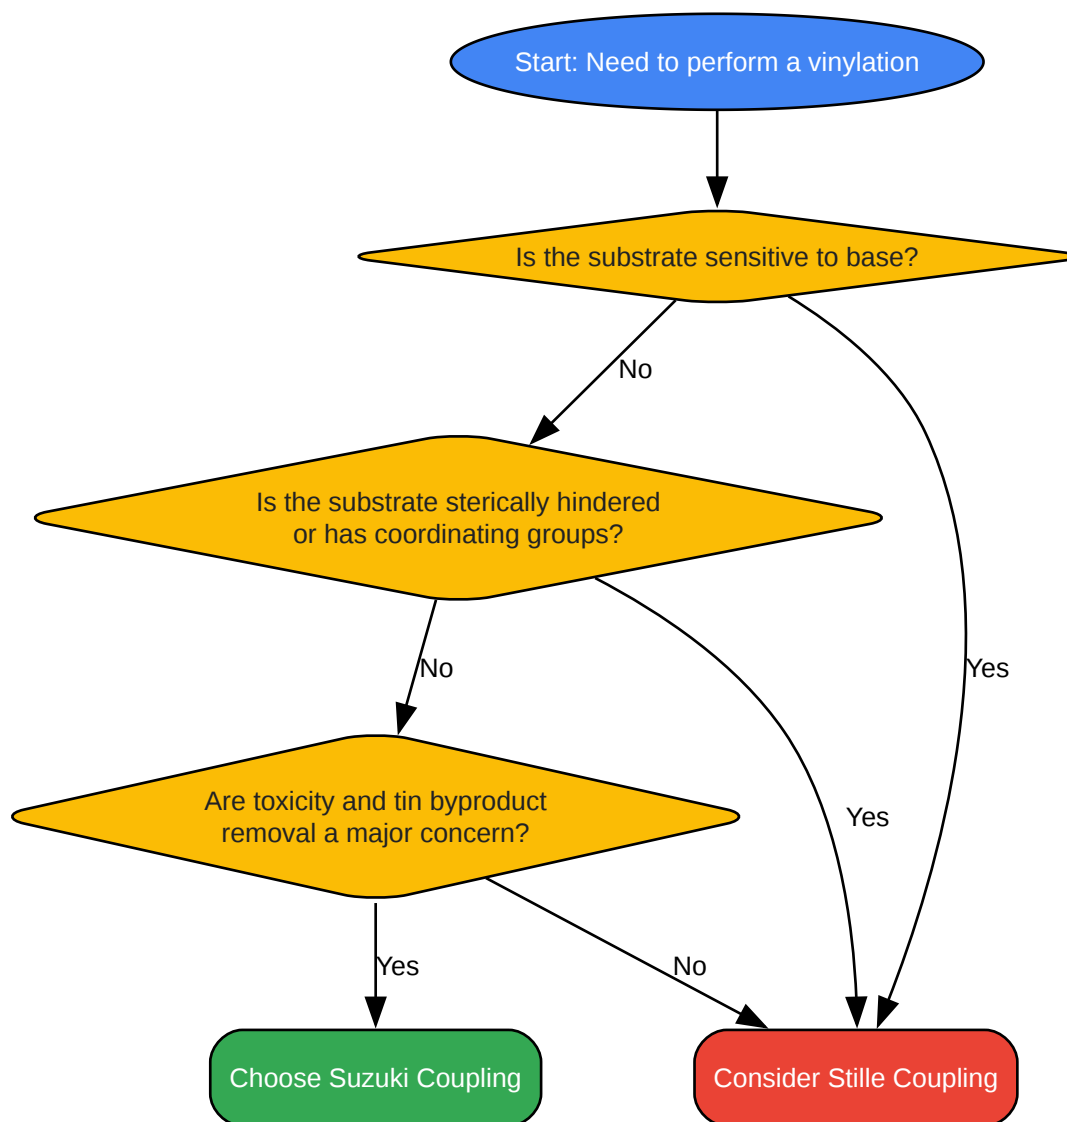 Start: Need to perform a vinylation
Is the substrate sensitive to base?
No
Is the substrate sterically hindered
or has coordinating groups?
No
Yes
Are toxicity and tin byproduct
removal a major concern?
Yes
Yes
No
Choose Suzuki Coupling
Consider Stille Coupling